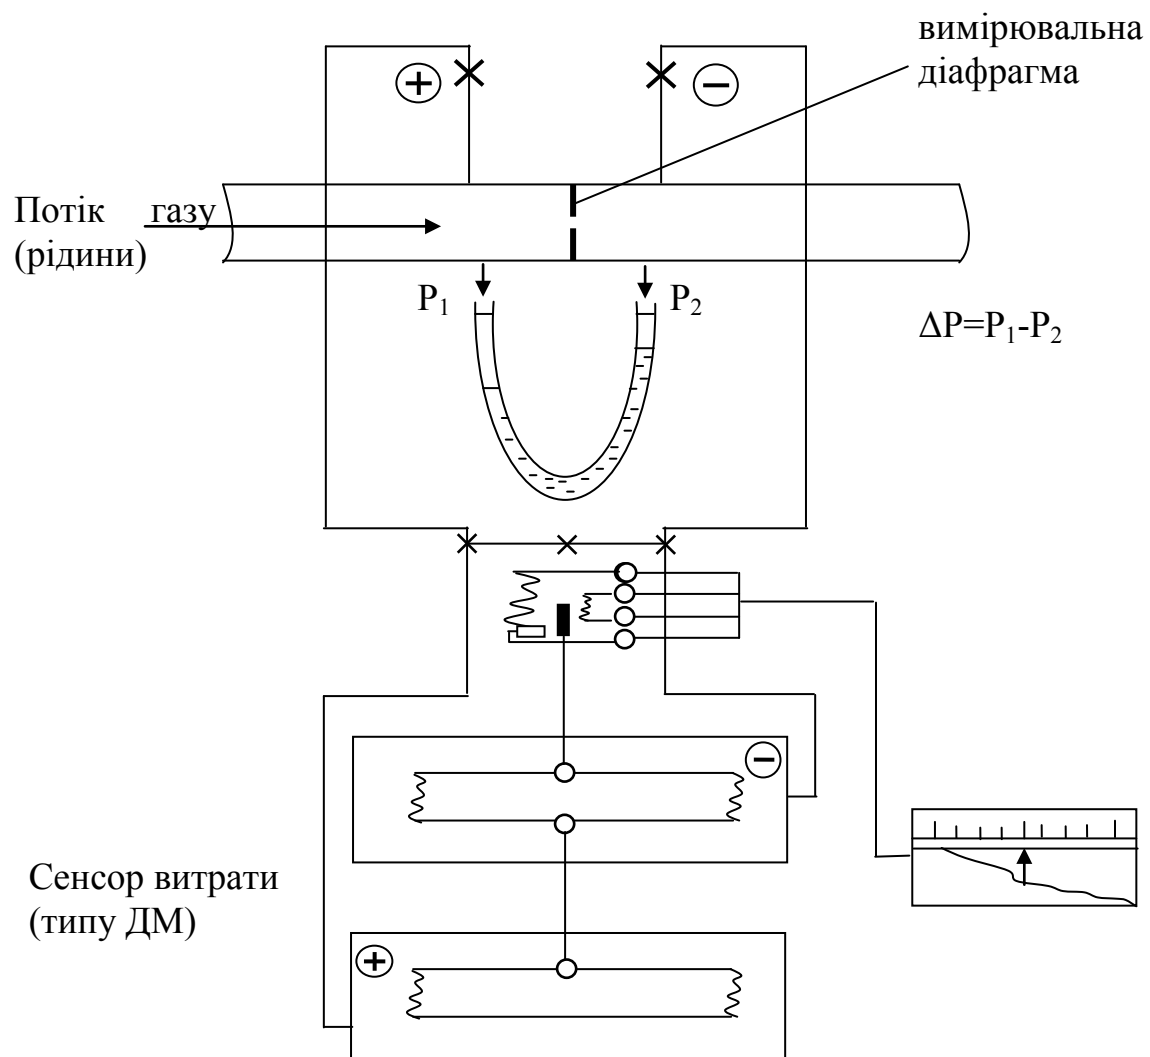 вимірювальна
діафрагма
+
−
Потік газу
(рідини)
P₁
P₂
ΔP=P₁-P₂
−
Сенсор витрати
(типу ДМ)
+